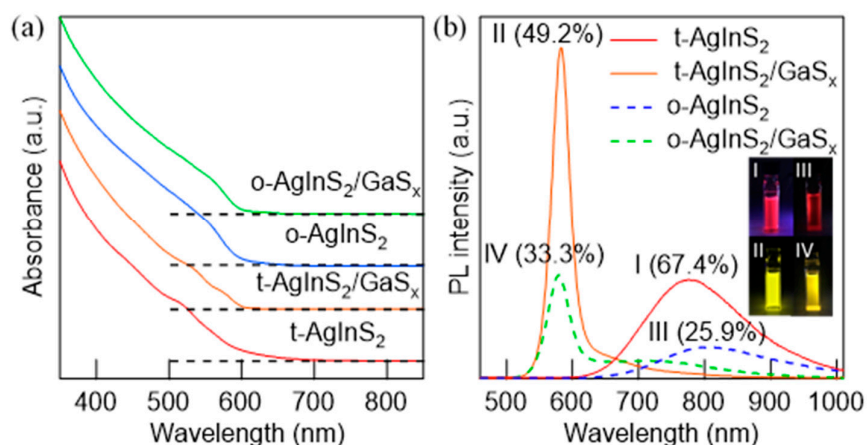 (a)
Absorbance (a.u.)
o-AgInS₂/GaSₓ
o-AgInS₂
t-AgInS₂/GaSₓ
t-AgInS₂
400 500 600 700 800
Wavelength (nm)
(b)
PL intensity (a.u.)
II (49.2%)
t-AgInS₂
t-AgInS₂/GaSₓ
o-AgInS₂
o-AgInS₂/GaSₓ
I III
II IV
IV (33.3%)
I (67.4%)
III (25.9%)
500 600 700 800 900 1000
Wavelength (nm)